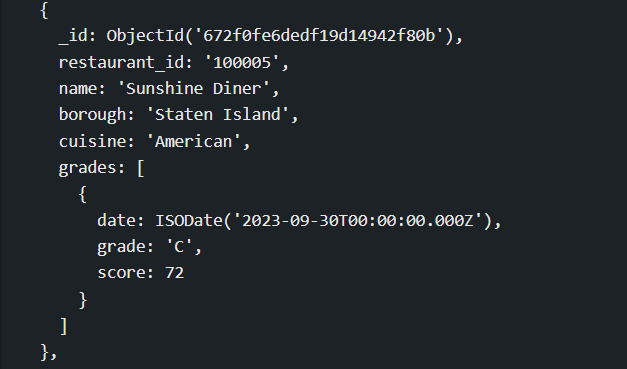 {
_id: ObjectId('672f0fe6dedf19d14942f80b'),
restaurant_id: '100005',
name: 'Sunshine Diner',
borough: 'Staten Island',
cuisine: 'American',
grades: [
{
date: ISODate('2023-09-30T00:00:00.000Z'),
grade: 'C',
score: 72
}
]
},